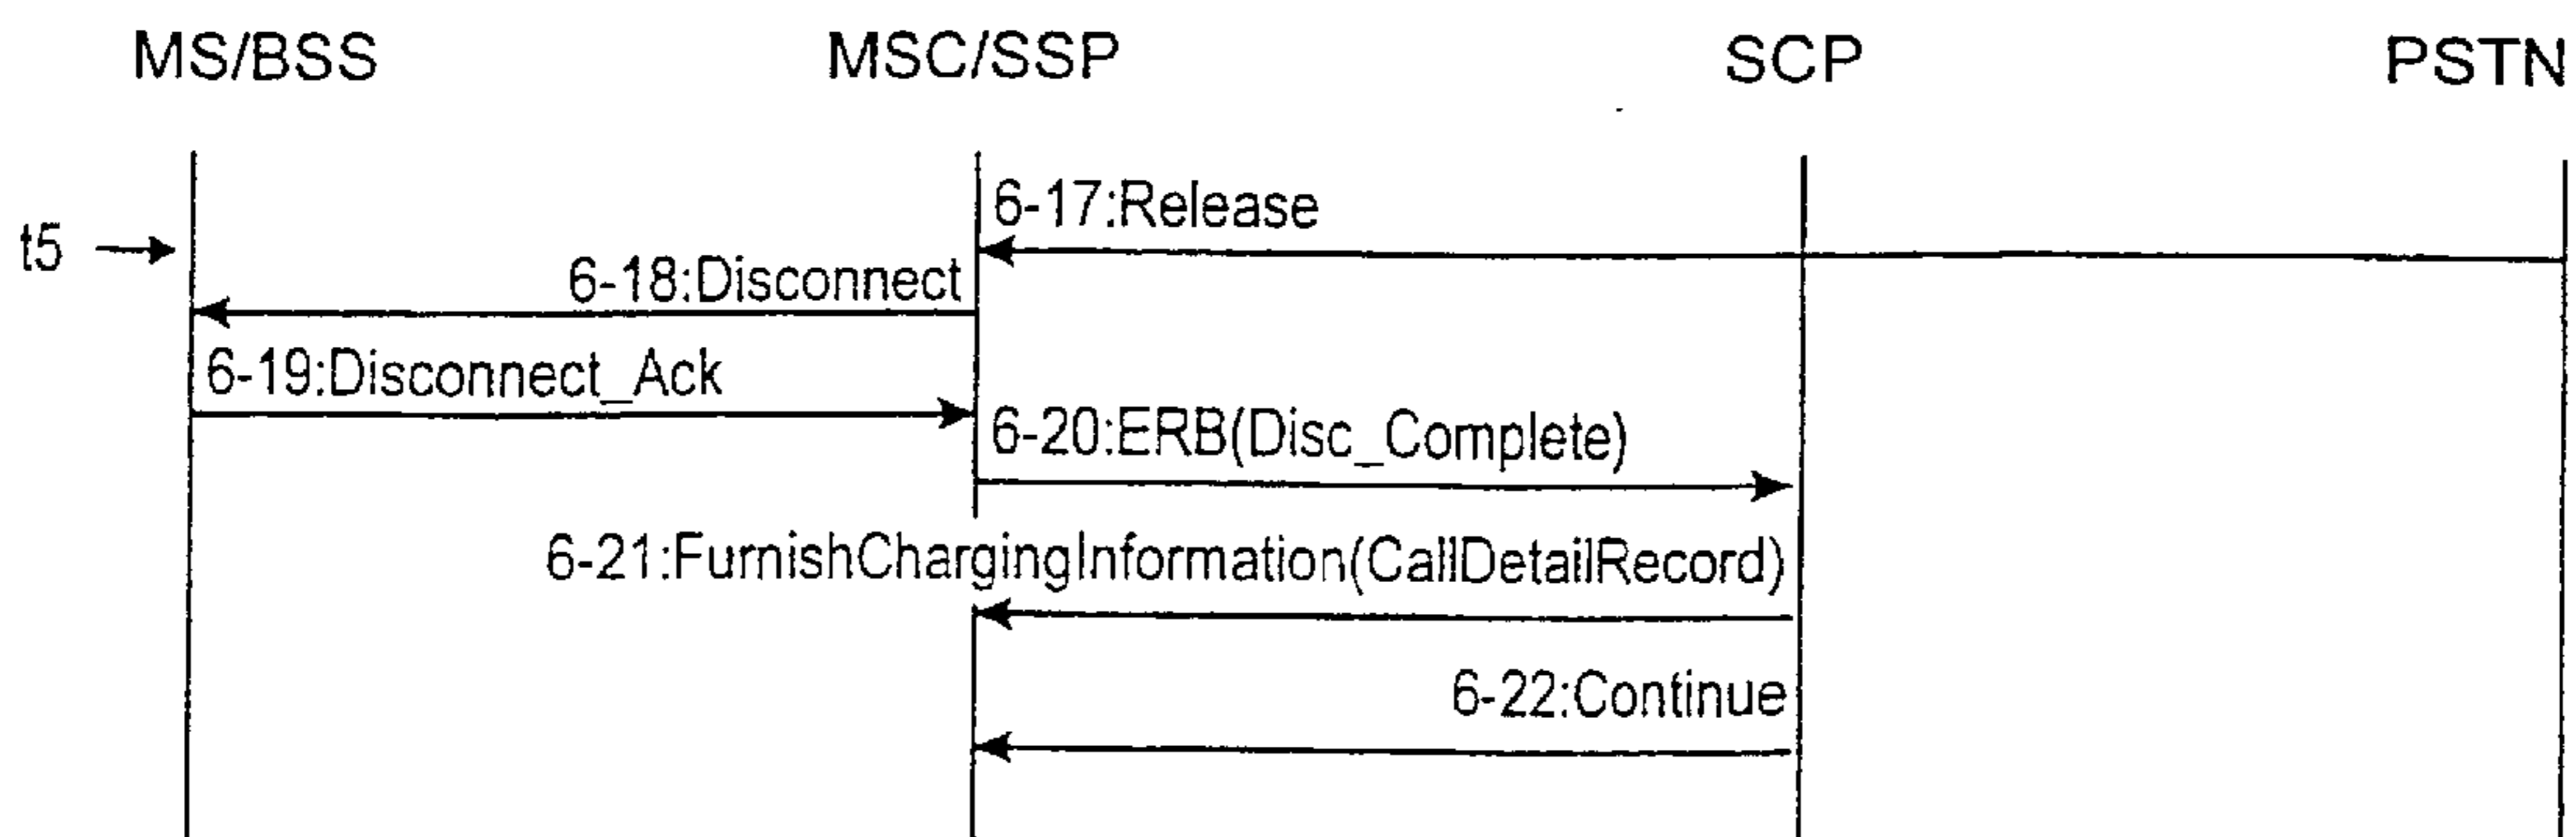 MS/BSS MSC/SSP SCP PSTN
6-17:Release
t5
6-18:Disconnect
6-19:Disconnect_Ack
6-20:ERB(Disc_Complete)
6-21:FurnishChargingInformation(CallDetailRecord)
6-22:Continue